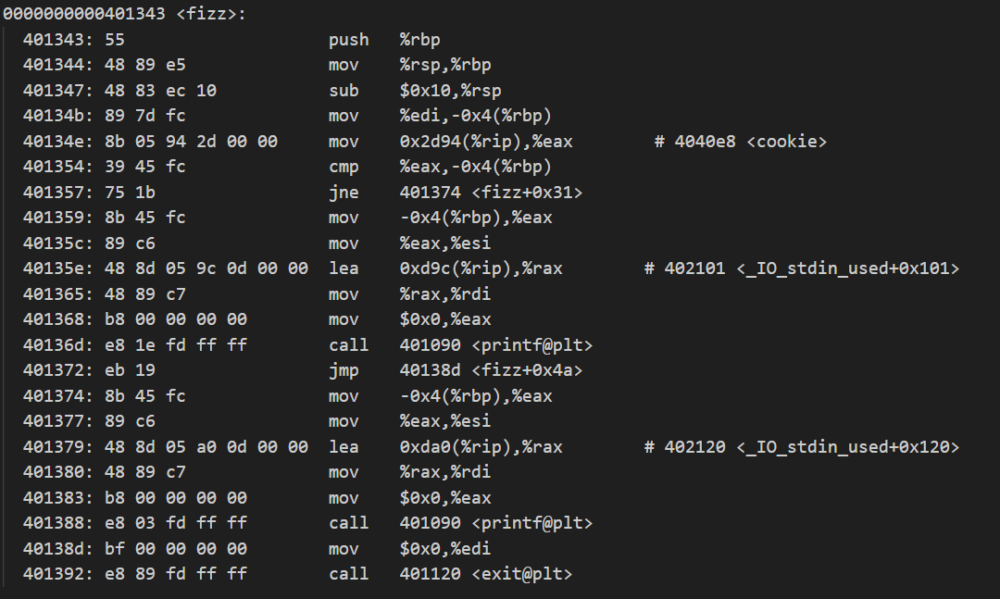 0000000000401343 <fizz>:
401343: 55 push %rbp
401344: 48 89 e5 mov %rsp,%rbp
401347: 48 83 ec 10 sub $0x10,%rsp
40134b: 89 7d fc mov %edi,-0x4(%rbp)
40134e: 8b 05 94 2d 00 00 mov 0x2d94(%rip),%eax # 4040e8 <cookie>
401354: 39 45 fc cmp %eax,-0x4(%rbp)
401357: 75 1b jne 401374 <fizz+0x31>
401359: 8b 45 fc mov -0x4(%rbp),%eax
40135c: 89 c6 mov %eax,%esi
40135e: 48 8d 05 9c 0d 00 00 lea 0xd9c(%rip),%rax # 402101 <_IO_stdin_used+0x101>
401365: 48 89 c7 mov %rax,%rdi
401368: b8 00 00 00 00 mov $0x0,%eax
40136d: e8 1e fd ff ff call 401090 <printf@plt>
401372: eb 19 jmp 40138d <fizz+0x4a>
401374: 8b 45 fc mov -0x4(%rbp),%eax
401377: 89 c6 mov %eax,%esi
401379: 48 8d 05 a0 0d 00 00 lea 0xda0(%rip),%rax # 402120 <_IO_stdin_used+0x120>
401380: 48 89 c7 mov %rax,%rdi
401383: b8 00 00 00 00 mov $0x0,%eax
401388: e8 03 fd ff ff call 401090 <printf@plt>
40138d: bf 00 00 00 00 mov $0x0,%edi
401392: e8 89 fd ff ff call 401120 <exit@plt>